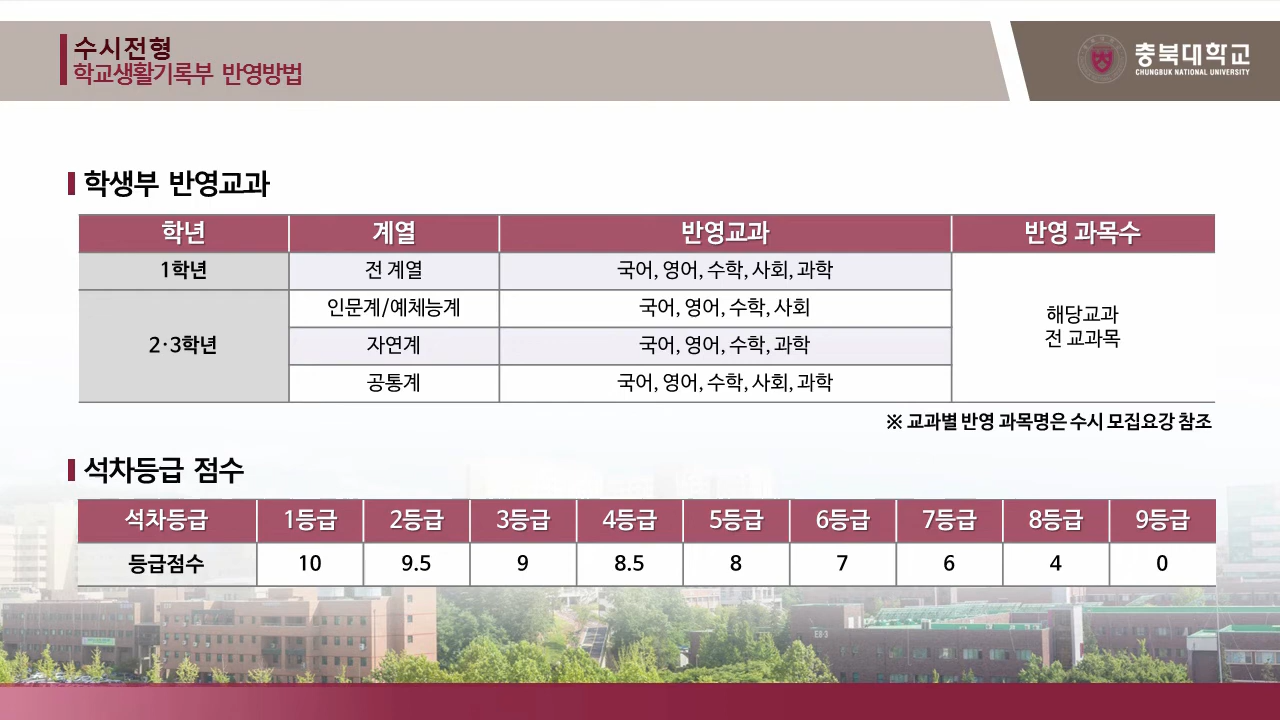 수시전형
학교생활기록부 반영방법
충북대학교
CHUNGBUK NATIONAL UNIVERSITY
학생부 반영교과
학년 계열 반영교과 반영 과목수
1학년 전 계열 국어, 영어, 수학, 사회, 과학
2·3학년 인문계/예체능계 국어, 영어, 수학, 사회
자연계 국어, 영어, 수학, 과학
공통계 국어, 영어, 수학, 사회, 과학
해당교과
전 교과목
※ 교과별 반영 과목명은 수시 모집요강 참조
석차등급 점수
석차등급 1등급 2등급 3등급 4등급 5등급 6등급 7등급 8등급 9등급
등급점수 10 9.5 9 8.5 8 7 6 4 0